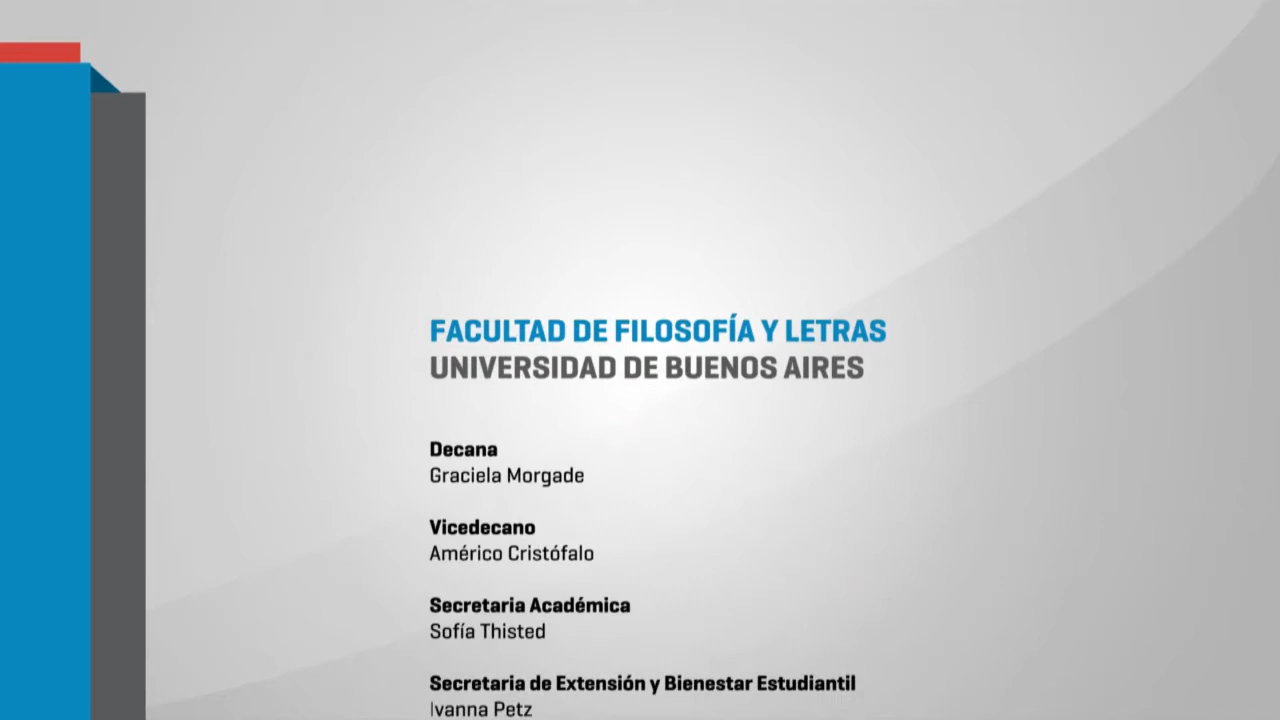 FACULTAD DE FILOSOFÍA Y LETRAS
UNIVERSIDAD DE BUENOS AIRES
Decana
Graciela Morgade
Vicedecano
Américo Cristófalo
Secretaria Académica
Sofía Thisted
Secretaria de Extensión y Bienestar Estudiantil
Ivanna Petz